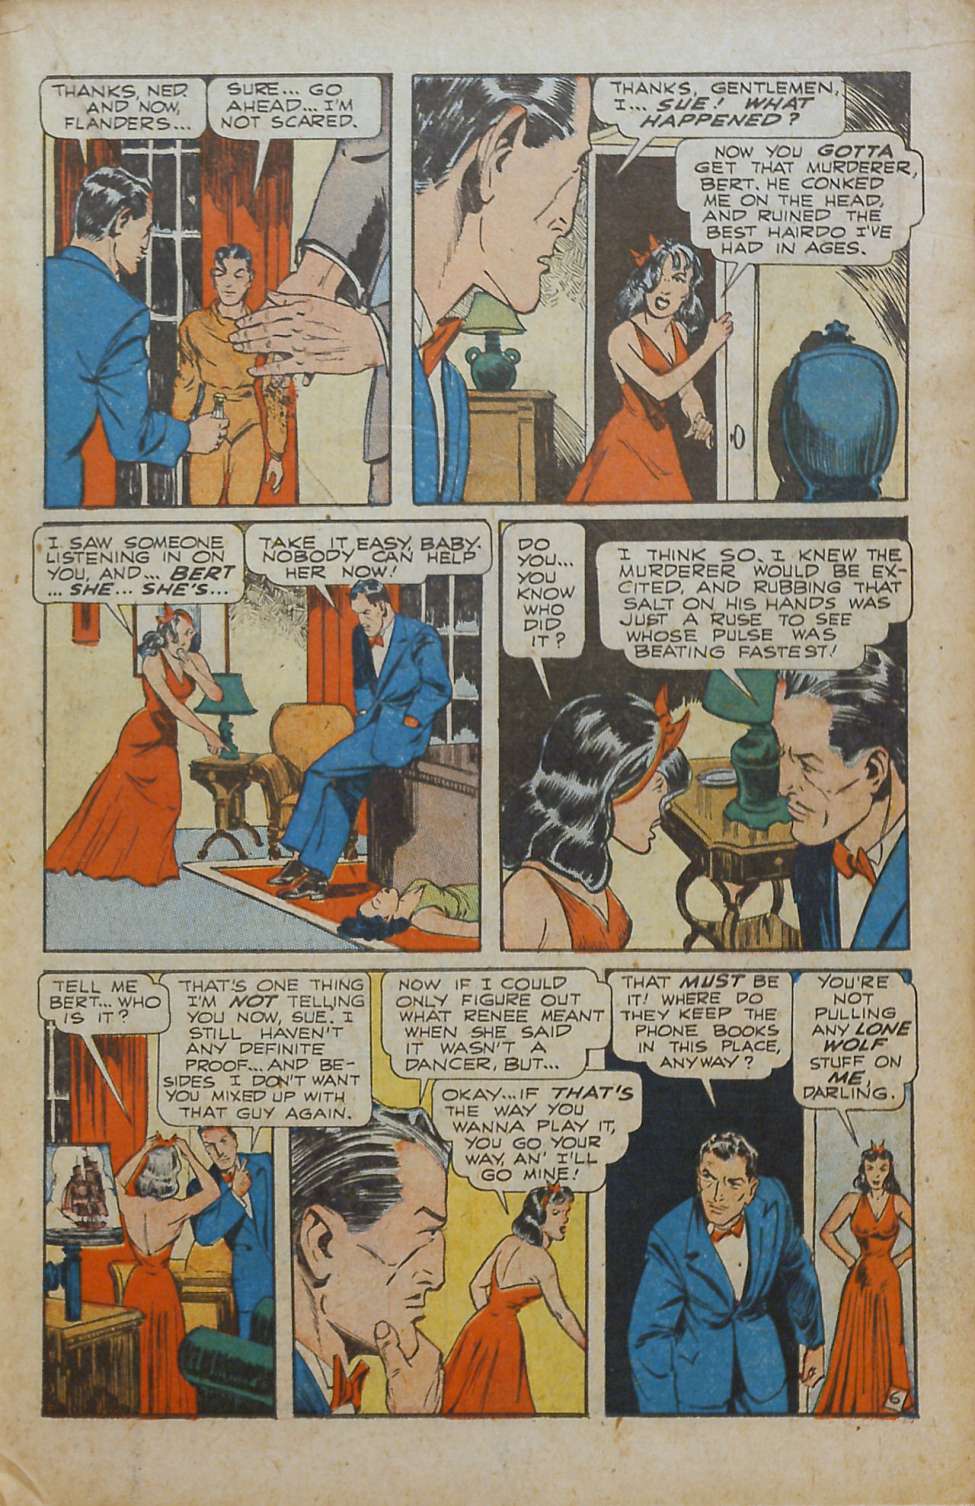 THANKS, NED.
AND NOW,
FLANDERS...
SURE... GO
AHEAD... I'M
NOT SCARED.
THANKS, GENTLEMEN,
I... SUE! WHAT
HAPPENED?
NOW YOU GOTTA
GET THAT MURDERER,
BERT. HE CONKED
ME ON THE HEAD,
AND RUINED THE
BEST HAIRDO I'VE
HAD IN AGES.
I SAW SOMEONE
LISTENING IN ON
YOU, AND... BERT
... SHE... SHE'S...
TAKE IT EASY, BABY.
NOBODY CAN HELP
HER NOW!
DO
YOU...
YOU
KNOW
WHO
DID
IT?
I THINK SO. I KNEW THE
MURDERER WOULD BE EX-
CITED, AND RUBBING THAT
SALT ON HIS HANDS WAS
JUST A RUSE TO SEE
WHOSE PULSE WAS
BEATING FASTEST!
TELL ME
BERT... WHO
IS IT?
THAT'S ONE THING
I'M NOT TELLING
YOU NOW, SUE. I
STILL HAVEN'T
ANY DEFINITE
PROOF... AND BE-
SIDES I DON'T WANT
YOU MIXED UP WITH
THAT GUY AGAIN.
NOW IF I COULD
ONLY FIGURE OUT
WHAT RENEE MEANT
WHEN SHE SAID
IT WASN'T A
DANCER, BUT...
OKAY... IF THAT'S
THE WAY YOU
WANNA PLAY IT,
YOU GO YOUR
WAY, AN' I'LL
GO MINE!
THAT MUST BE
IT! WHERE DO
THEY KEEP THE
PHONE BOOKS
IN THIS PLACE,
ANYWAY?
YOU'RE
NOT
PULLING
ANY LONE
WOLF
STUFF ON
ME,
DARLING.
6